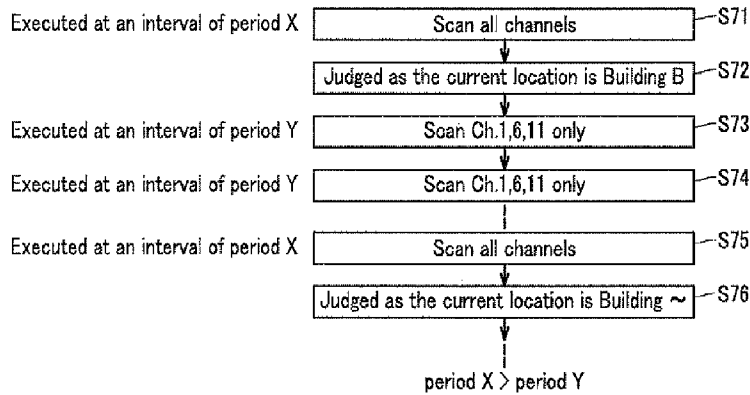 Executed at an interval of period X Scan all channels S71
Judged as the current location is Building B S72
Executed at an interval of period Y Scan Ch.1,6,11 only S73
Executed at an interval of period Y Scan Ch.1,6,11 only S74
Executed at an interval of period X Scan all channels S75
Judged as the current location is Building ~ S76
period X > period Y